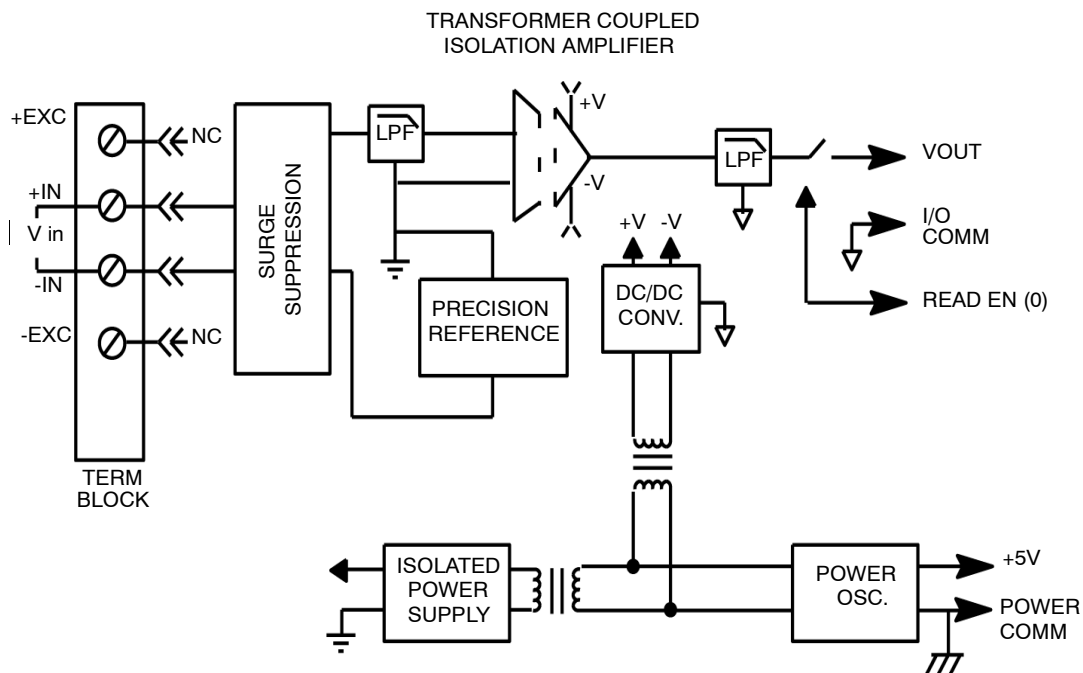 TRANSFORMER COUPLED
ISOLATION AMPLIFIER
+EXC
NC
+IN
V in
-IN
-EXC
NC
TERM
BLOCK
SURGE
SUPPRESSION
LPF
+V
-V
LPF
VOUT
I/O
COMM
READ EN (0)
PRECISION
REFERENCE
+V
-V
DC/DC
CONV.
ISOLATED
POWER
SUPPLY
POWER
OSC.
+5V
POWER
COMM